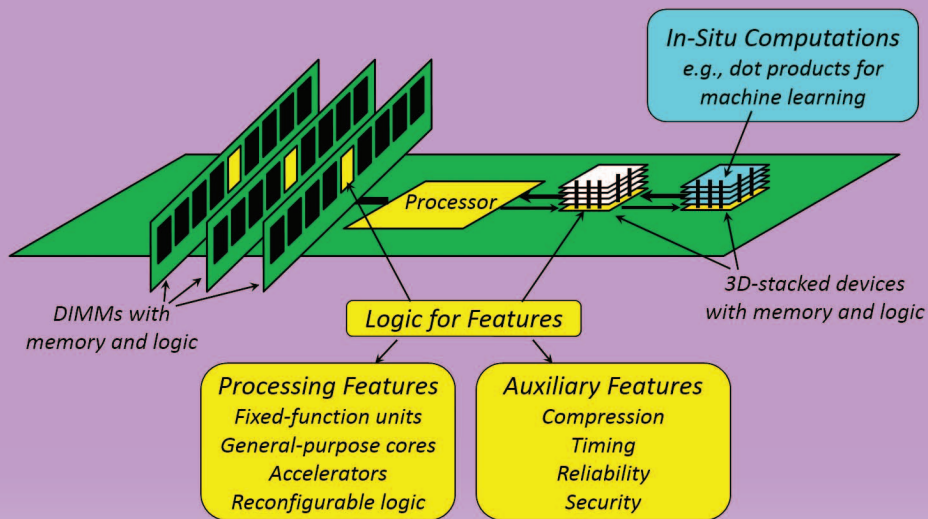 In-Situ Computations
e.g., dot products for
machine learning
Processor
DIMMs with
memory and logic
3D-stacked devices
with memory and logic
Logic for Features
Processing Features
Fixed-function units
General-purpose cores
Accelerators
Reconfigurable logic
Auxiliary Features
Compression
Timing
Reliability
Security